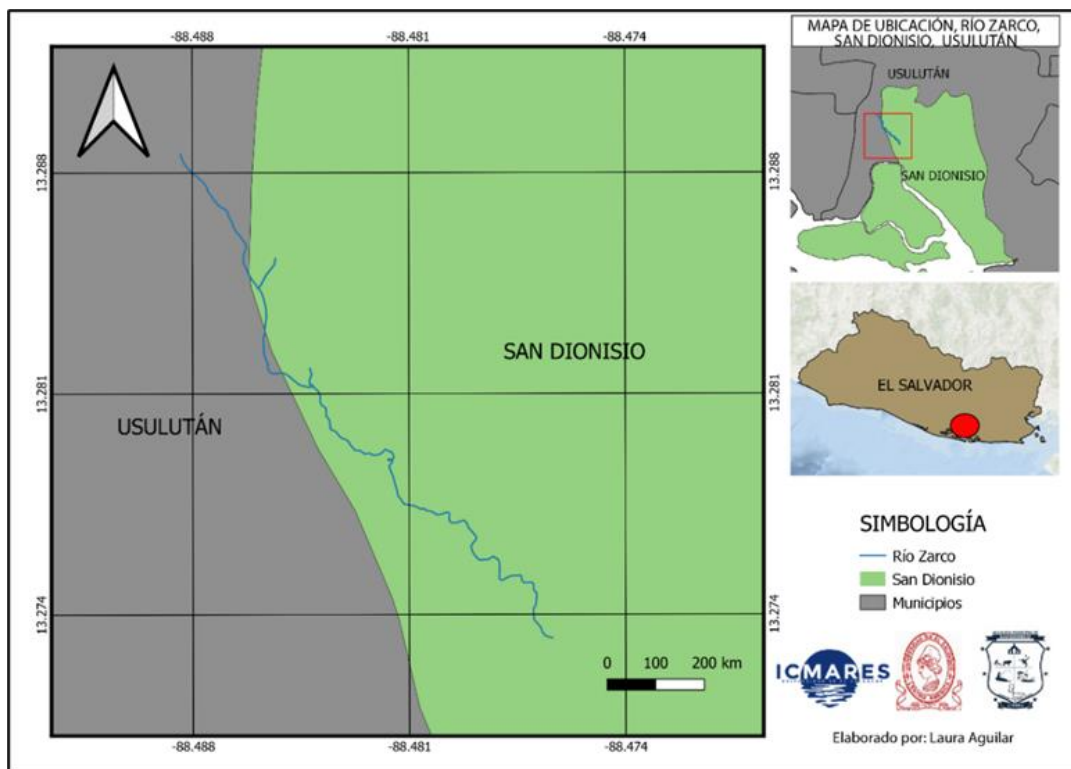 MAPA DE UBICACIÓN, RÍO ZARCO,
SAN DIONISIO, USULUTÁN
-88.488
-88.481
-88.474
13.288
13.288
SAN DIONISIO
13.281
13.281
USULUTÁN
13.274
13.274
0 100 200 km
-88.488
-88.481
-88.474
USULUTÁN
SAN DIONISIO
EL SALVADOR
SIMBOLOGÍA
Río Zarco
San Dionisio
Municipios
ICMARES
Elaborado por: Laura Aguilar